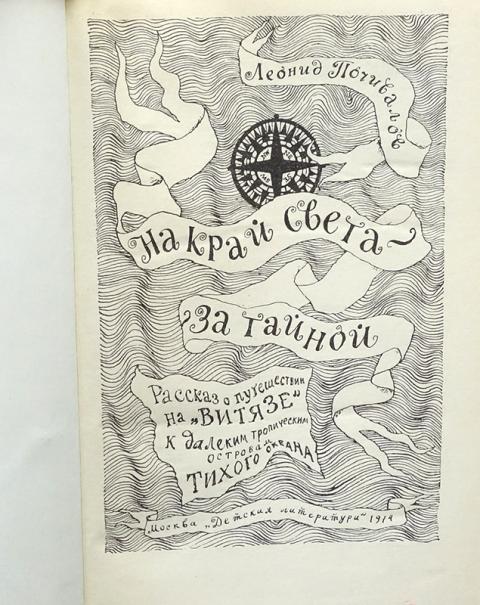 Леонид Почивалов
На край света –
За тайной
Рассказ о путешествии
на „ВИТЯЗЕ"
к далеким тропическим
островам
ТИХОГО океана
Москва „Детская литература" 1974